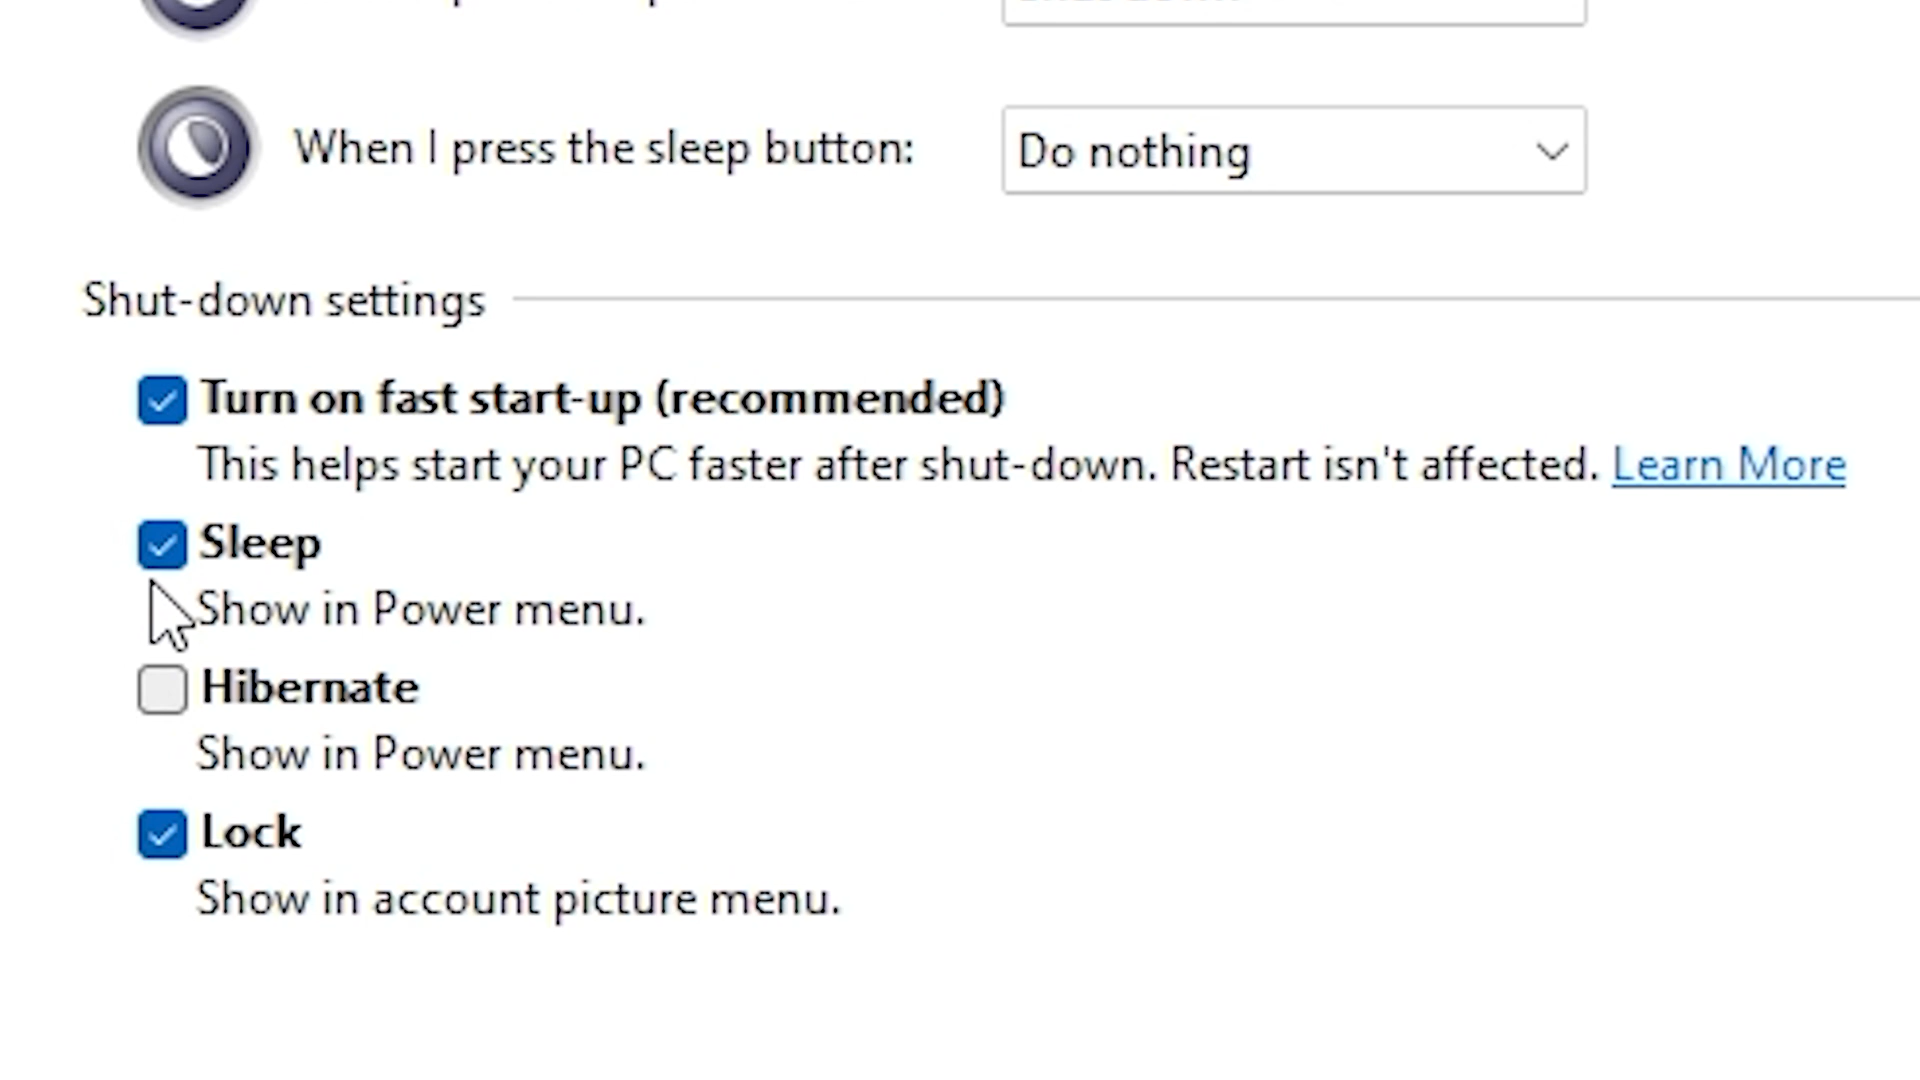 When I press the sleep button: Do nothing
Shut-down settings
Turn on fast start-up (recommended)
This helps start your PC faster after shut-down. Restart isn't affected. Learn More
Sleep
Show in Power menu.
Hibernate
Show in Power menu.
Lock
Show in account picture menu.